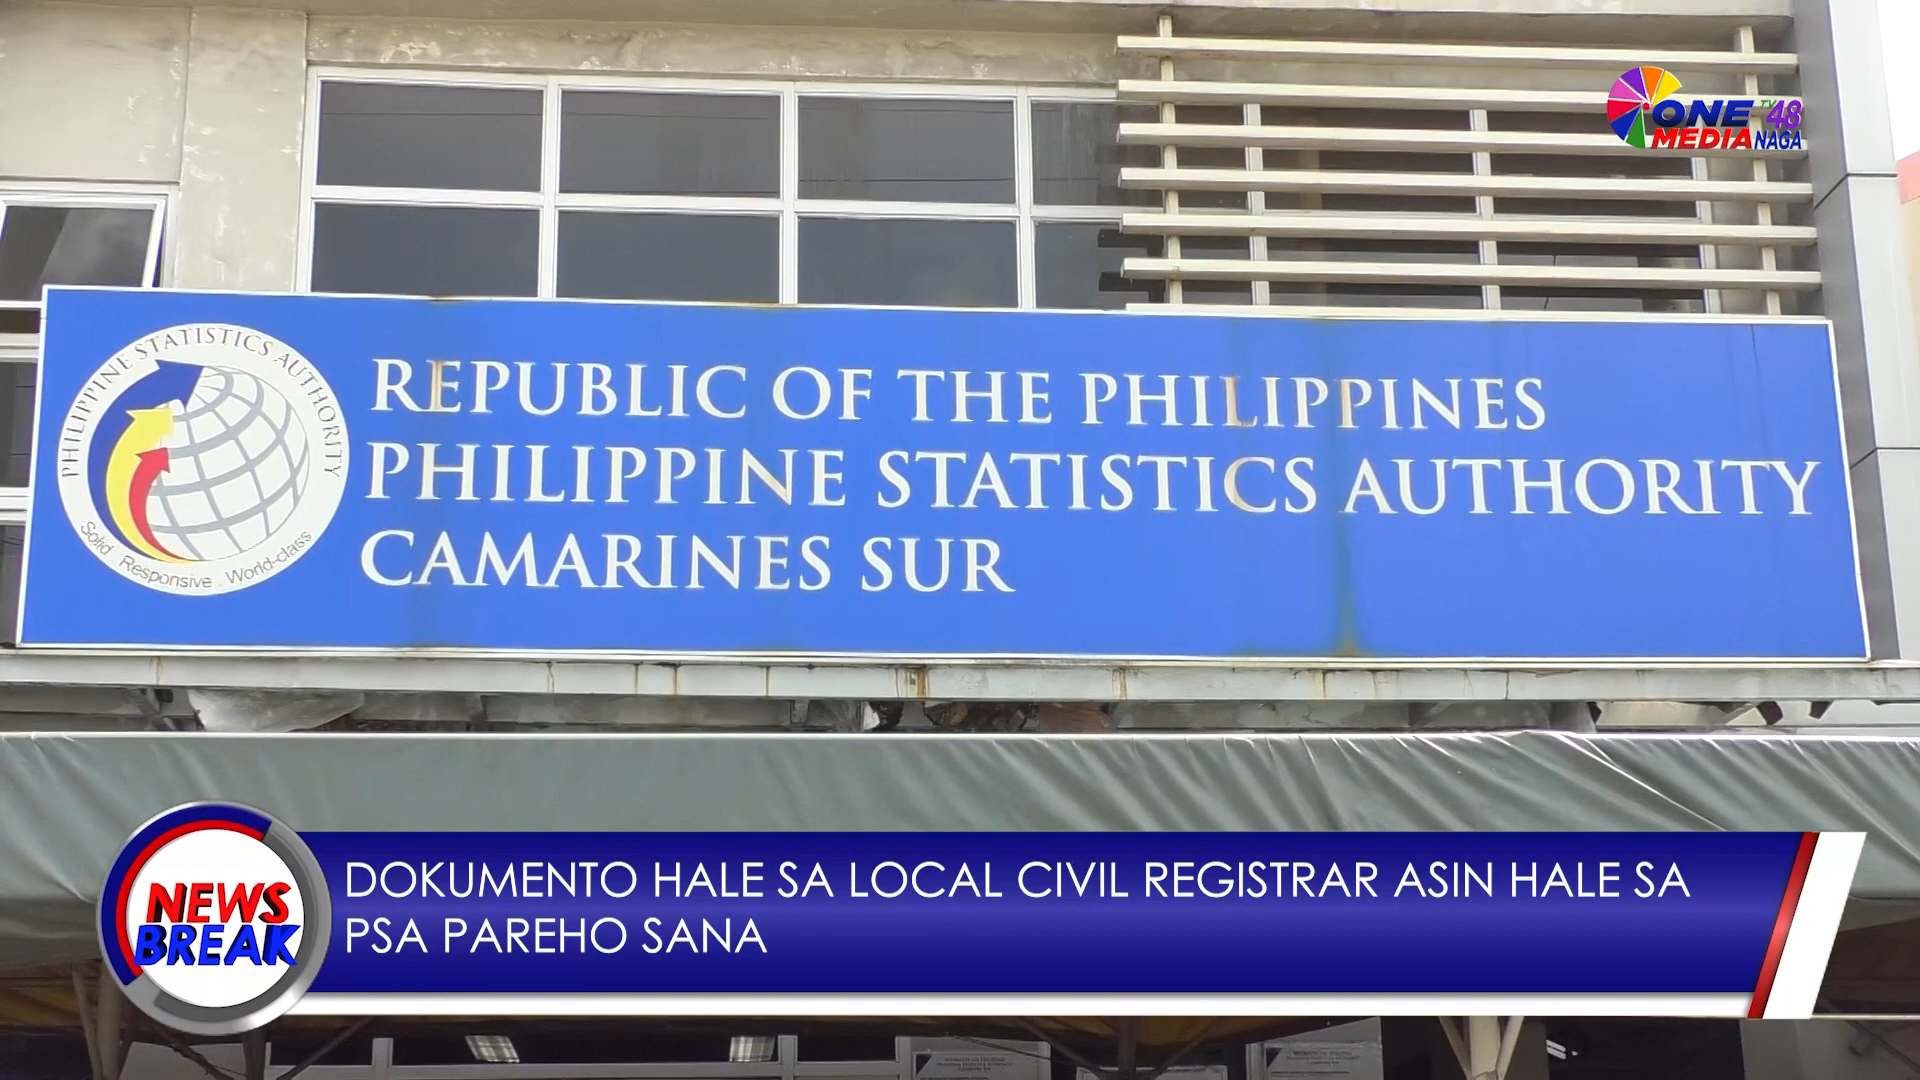 ONE TV 48
MEDIA NAGA
PHILIPPINE STATISTICS AUTHORITY
Solid . Responsive . World-class
REPUBLIC OF THE PHILIPPINES
PHILIPPINE STATISTICS AUTHORITY
CAMARINES SUR
NEWS
BREAK
DOKUMENTO HALE SA LOCAL CIVIL REGISTRAR ASIN HALE SA
PSA PAREHO SANA